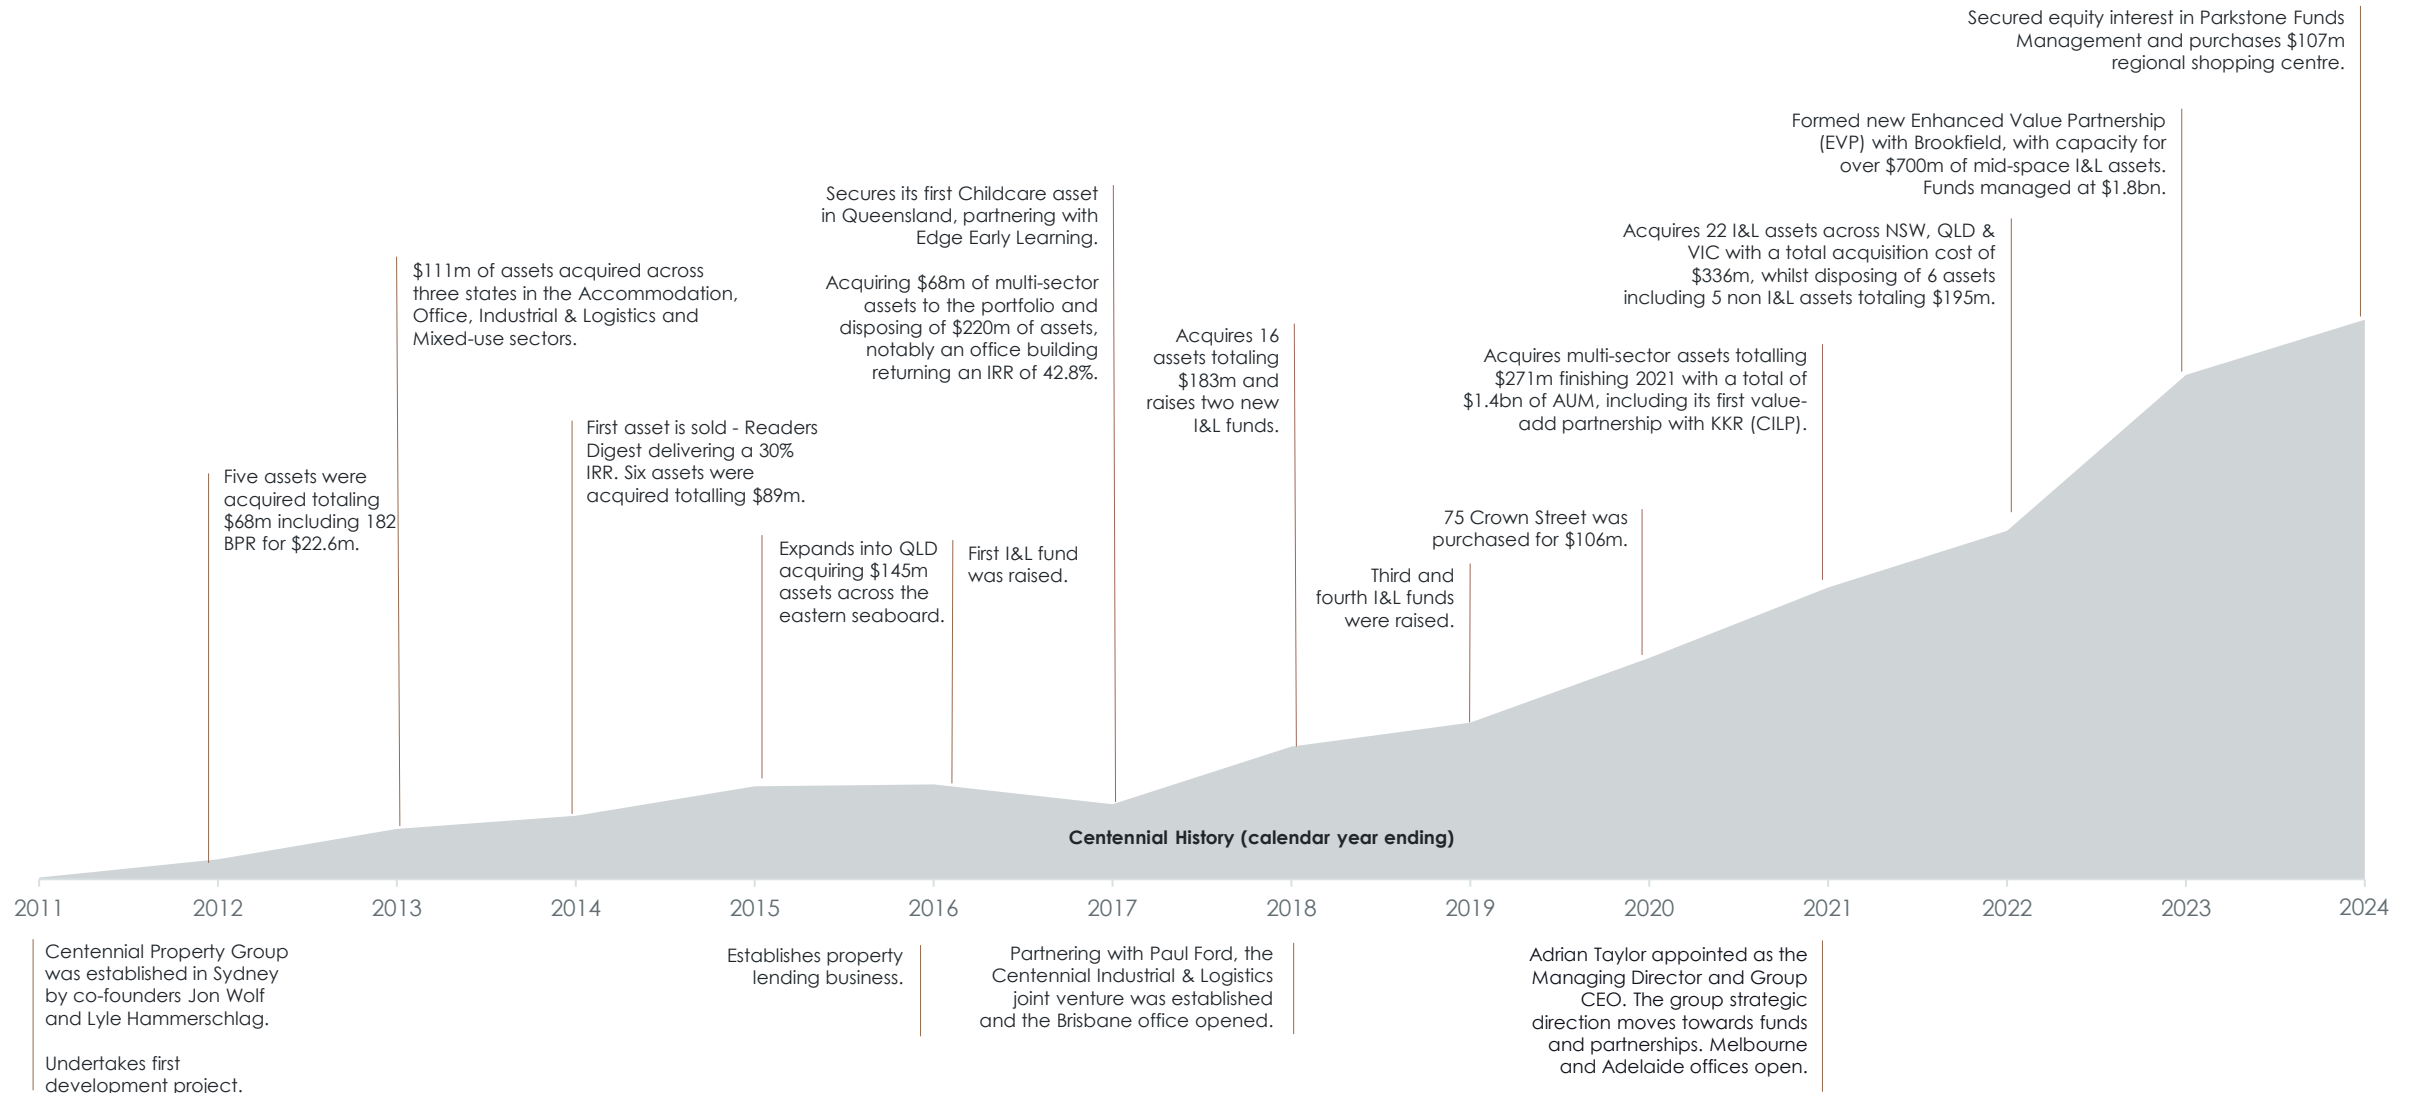 Secured equity interest in Parkstone Funds
Management and purchases $107m
regional shopping centre.
Formed new Enhanced Value Partnership
(EVP) with Brookfield, with capacity for
over $700m of mid-space I&L assets.
Funds managed at $1.8bn.
Secures its first Childcare asset
in Queensland, partnering with
Edge Early Learning.
Acquiring $68m of multi-sector
assets to the portfolio and
disposing of $220m of assets,
notably an office building
returning an IRR of 42.8%.
Acquires 22 I&L assets across NSW, QLD &
VIC with a total acquisition cost of
$336m, whilst disposing of 6 assets
including 5 non I&L assets totaling $195m.
$111m of assets acquired across
three states in the Accommodation,
Office, Industrial & Logistics and
Mixed-use sectors.
Acquires 16
assets totaling
$183m and
raises two new
I&L funds.
Acquires multi-sector assets totalling
$271m finishing 2021 with a total of
$1.4bn of AUM, including its first value-
add partnership with KKR (CILP).
First asset is sold - Readers
Digest delivering a 30%
IRR. Six assets were
acquired totalling $89m.
Five assets were
acquired totaling
$68m including 182
BPR for $22.6m.
75 Crown Street was
purchased for $106m.
Expands into QLD
acquiring $145m
assets across the
eastern seaboard.
First I&L fund
was raised.
Third and
fourth I&L funds
were raised.
Centennial History (calendar year ending)
2011 2012 2013 2014 2015 2016 2017 2018 2019 2020 2021 2022 2023 2024
Centennial Property Group
was established in Sydney
by co-founders Jon Wolf
and Lyle Hammerschlag.
Undertakes first
development project.
Establishes property
lending business.
Partnering with Paul Ford, the
Centennial Industrial & Logistics
joint venture was established
and the Brisbane office opened.
Adrian Taylor appointed as the
Managing Director and Group
CEO. The group strategic
direction moves towards funds
and partnerships. Melbourne
and Adelaide offices open.